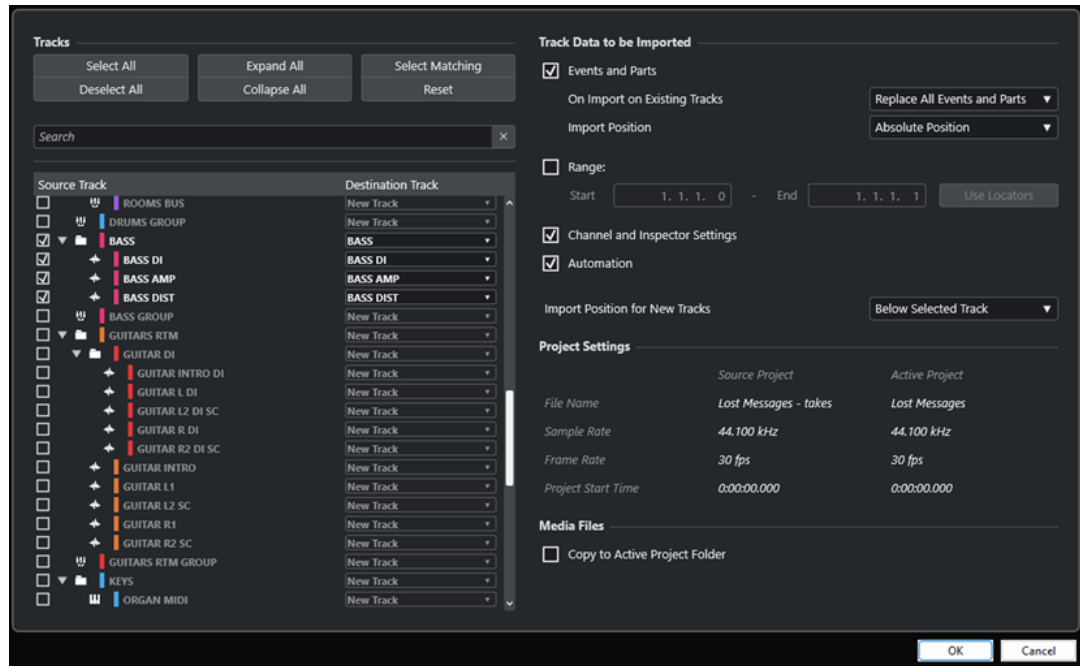 Tracks
Select All Expand All Select Matching
Deselect All Collapse All Reset
Search
Source Track Destination Track
ROOMS BUS New Track
DRUMS GROUP New Track
BASS BASS
BASS DI BASS DI
BASS AMP BASS AMP
BASS DIST BASS DIST
BASS GROUP New Track
GUITARS RTM New Track
GUITAR DI New Track
GUITAR INTRO DI New Track
GUITAR L DI New Track
GUITAR L2 DI SC New Track
GUITAR R DI New Track
GUITAR R2 DI SC New Track
GUITAR INTRO New Track
GUITAR L1 New Track
GUITAR L2 SC New Track
GUITAR R1 New Track
GUITAR R2 SC New Track
GUITARS RTM GROUP New Track
KEYS New Track
ORGAN MIDI New Track
Track Data to be Imported
Events and Parts
On Import on Existing Tracks Replace All Events and Parts
Import Position Absolute Position
Range:
Start 1. 1. 1. 0 - End 1. 1. 1. 1 Use Locators
Channel and Inspector Settings
Automation
Import Position for New Tracks Below Selected Track
Project Settings
Source Project Active Project
File Name Lost Messages - takes Lost Messages
Sample Rate 44.100 kHz 44.100 kHz
Frame Rate 30 fps 30 fps
Project Start Time 0:00:00.000 0:00:00.000
Media Files
Copy to Active Project Folder
OK Cancel